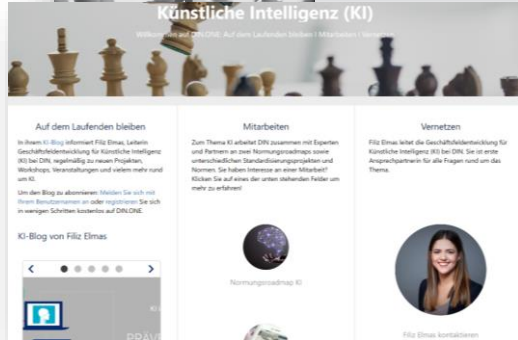 Künstliche Intelligenz (KI)
Willkommen auf DIN.ONE: Auf dem Laufenden bleiben I Mitarbeiten I Vernetzen
Auf dem Laufenden bleiben
In ihrem KI-Blog informiert Filiz Elmas, Leiterin
Geschäftsfeldentwicklung für Künstliche Intelligenz
(KI) bei DIN, regelmäßig zu neuen Projekten,
Workshops, Veranstaltungen und vielem mehr rund
um KI.
Um den Blog zu abonnieren: Melden Sie sich mit
Ihrem Benutzernamen an oder registrieren Sie sich
in wenigen Schritten kostenlos auf DIN.ONE.
KI-Blog von Filiz Elmas
PRÄVE
Mitarbeiten
Zum Thema KI arbeitet DIN zusammen mit Experten
und Partnern an zwei Normungsroadmaps sowie
unterschiedlichen Standardisierungsprojekten und
Normen. Sie haben Interesse an einer Mitarbeit?
Klicken Sie auf eines der unten stehenden Felder um
mehr zu erfahren!
Normungsroadmap KI
Vernetzen
Filiz Elmas leitet die Geschäftsfeldentwicklung für
Künstliche Intelligenz (KI) bei DIN. Sie ist erste
Ansprechpartnerin für alle Fragen rund um das
Thema.
Filiz Elmas kontaktieren